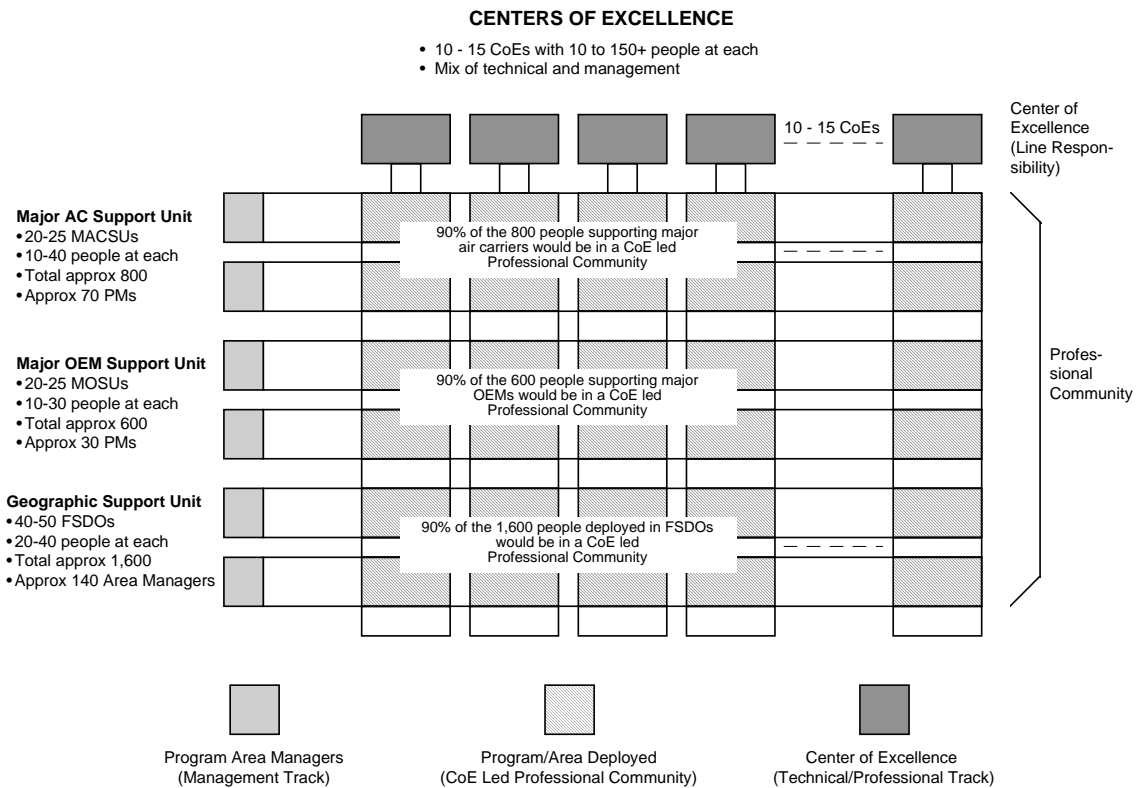 CENTERS OF EXCELLENCE
• 10 - 15 CoEs with 10 to 150+ people at each
• Mix of technical and management
10 - 15 CoEs
Center of
Excellence
(Line Respon-
sibility)
Major AC Support Unit
• 20-25 MACSUs
• 10-40 people at each
• Total approx 800
• Approx 70 PMs
90% of the 800 people supporting major
air carriers would be in a CoE led
Professional Community
Major OEM Support Unit
• 20-25 MOSUs
• 10-30 people at each
• Total approx 600
• Approx 30 PMs
90% of the 600 people supporting major
OEMs would be in a CoE led
Professional Community
Profes-
sional
Community
Geographic Support Unit
• 40-50 FSDOs
• 20-40 people at each
• Total approx 1,600
• Approx 140 Area Managers
90% of the 1,600 people deployed in FSDOs
would be in a CoE led
Professional Community
Program Area Managers
(Management Track)
Program/Area Deployed
(CoE Led Professional Community)
Center of Excellence
(Technical/Professional Track)